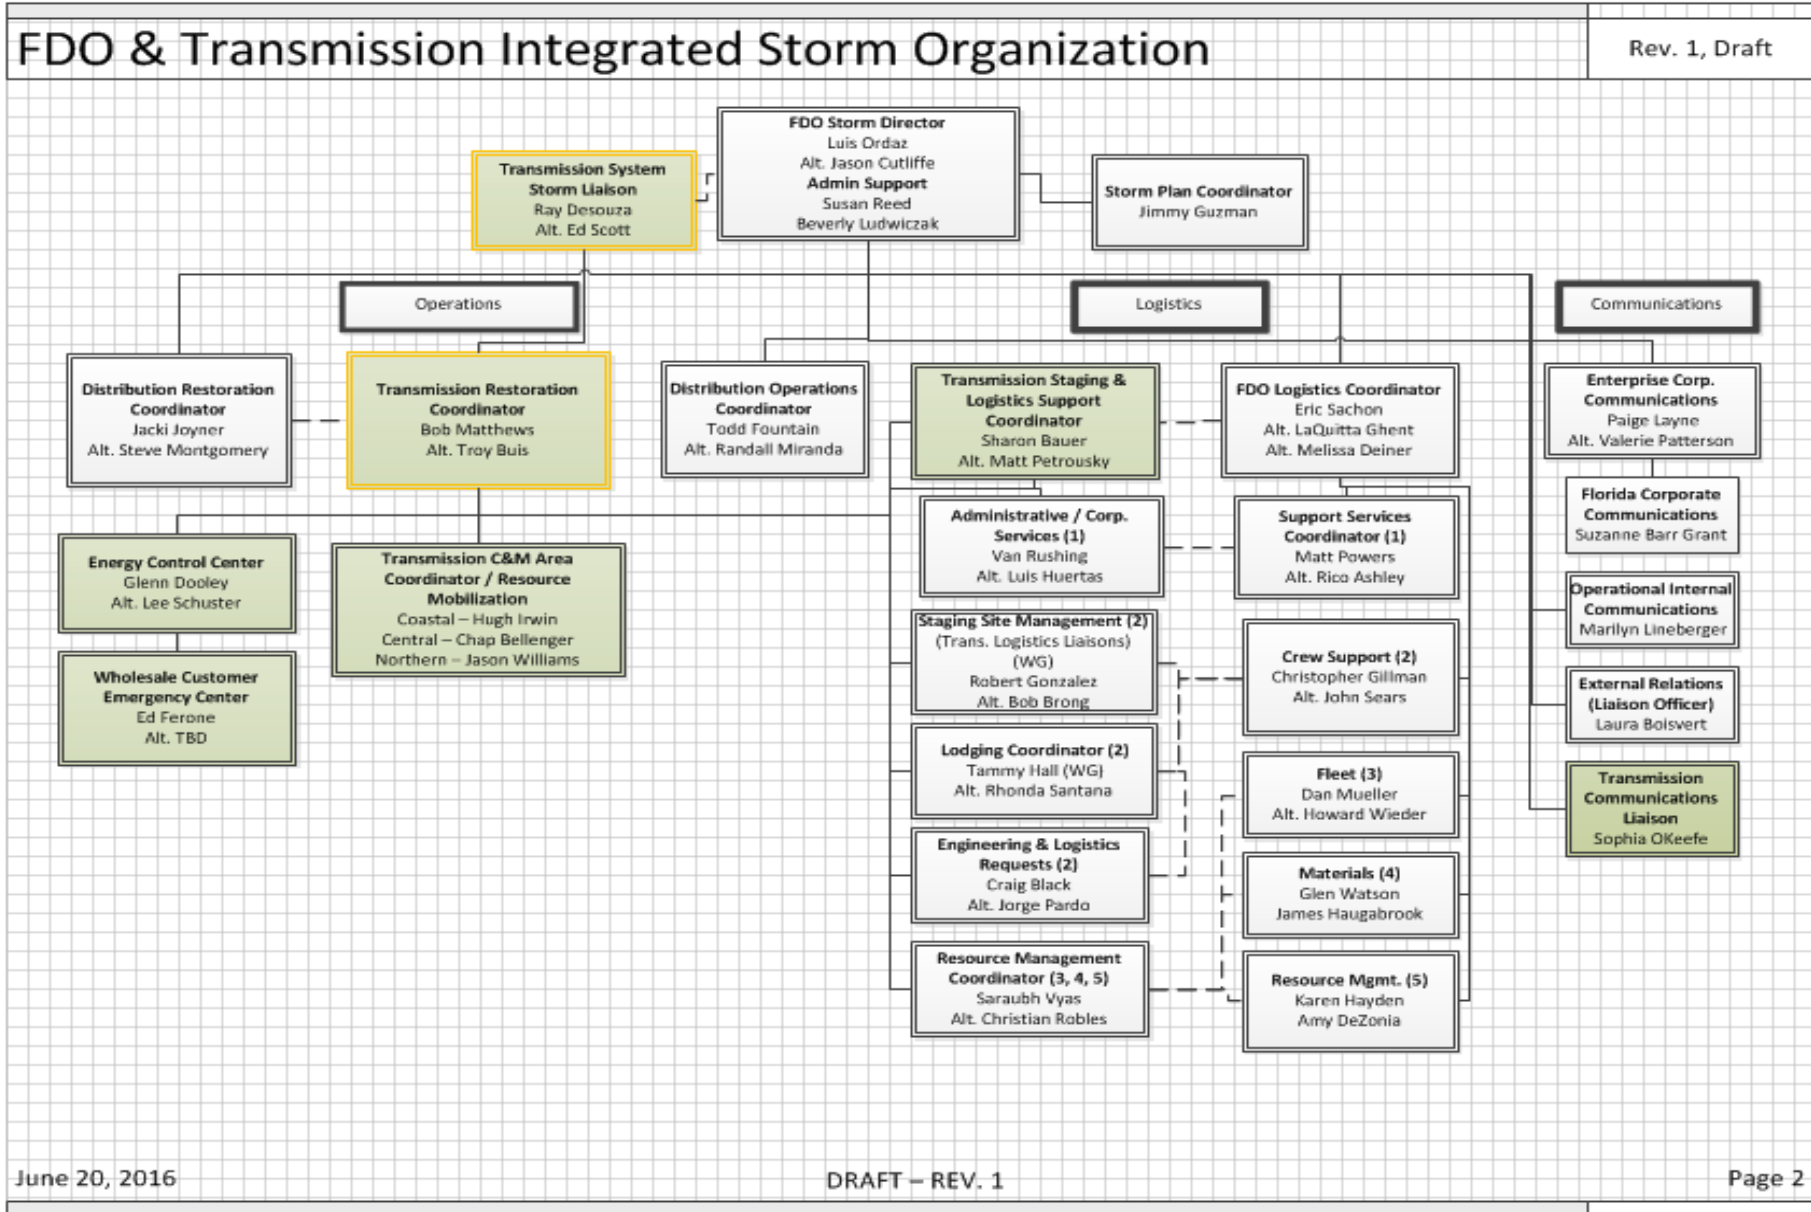 FDO & Transmission Integrated Storm Organization
Rev. 1, Draft
FDO Storm Director
Luis Ordaz
Alt. Jason Cutliffe
Admin Support
Susan Reed
Beverly Ludwiczak
Transmission System
Storm Liaison
Ray Desouza
Alt. Ed Scott
Storm Plan Coordinator
Jimmy Guzman
Operations
Logistics
Communications
Distribution Restoration
Coordinator
Jacki Joyner
Alt. Steve Montgomery
Transmission Restoration
Coordinator
Bob Matthews
Alt. Troy Buis
Distribution Operations
Coordinator
Todd Fountain
Alt. Randall Miranda
Transmission Staging &
Logistics Support
Coordinator
Sharon Bauer
Alt. Matt Petrousky
FDO Logistics Coordinator
Eric Sachon
Alt. LaQuitta Ghent
Alt. Melissa Deiner
Enterprise Corp.
Communications
Paige Layne
Alt. Valerie Patterson
Energy Control Center
Glenn Dooley
Alt. Lee Schuster
Transmission C&M Area
Coordinator / Resource
Mobilization
Coastal – Hugh Irwin
Central – Chap Bellenger
Northern – Jason Williams
Wholesale Customer
Emergency Center
Ed Ferone
Alt. TBD
Administrative / Corp.
Services (1)
Van Rushing
Alt. Luis Huertas
Support Services
Coordinator (1)
Matt Powers
Alt. Rico Ashley
Staging Site Management (2)
(Trans. Logistics Liaisons)
(WG)
Robert Gonzalez
Alt. Bob Brong
Crew Support (2)
Christopher Gillman
Alt. John Sears
Lodging Coordinator (2)
Tammy Hall (WG)
Alt. Rhonda Santana
Fleet (3)
Dan Mueller
Alt. Howard Wieder
Engineering & Logistics
Requests (2)
Craig Black
Alt. Jorge Pardo
Materials (4)
Glen Watson
James Haugabrook
Resource Management
Coordinator (3, 4, 5)
Saraubh Vyas
Alt. Christian Robles
Resource Mgmt. (5)
Karen Hayden
Amy DeZonia
Florida Corporate
Communications
Suzanne Barr Grant
Operational Internal
Communications
Marilyn Lineberger
External Relations
(Liaison Officer)
Laura Boisvert
Transmission
Communications
Liaison
Sophia OKeefe
June 20, 2016
DRAFT – REV. 1
Page 2